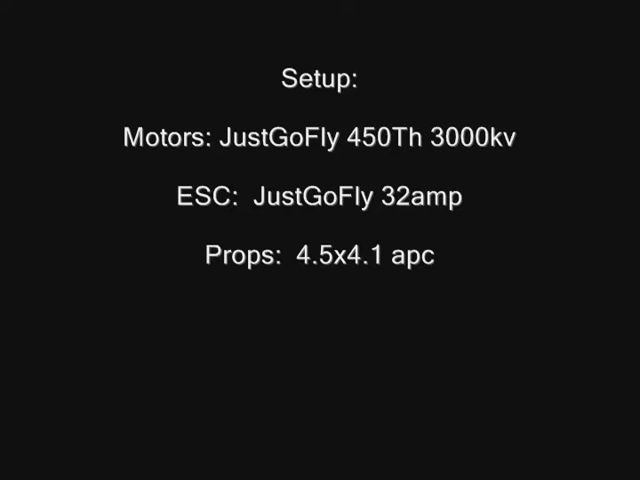 Setup:
Motors: JustGoFly 450Th 3000kv
ESC:  JustGoFly 32amp
Props:  4.5x4.1 apc